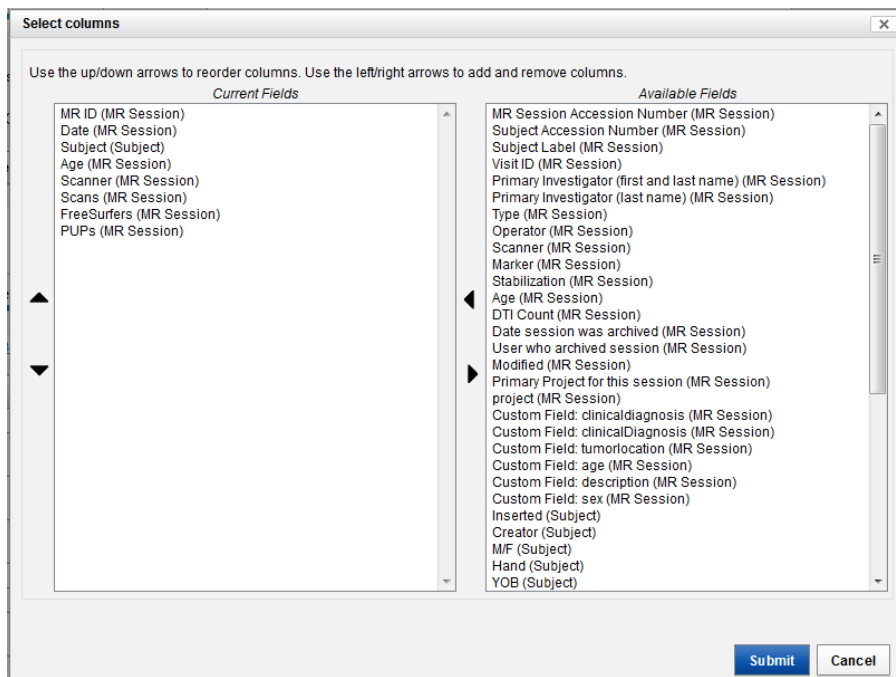 Select columns
Use the up/down arrows to reorder columns. Use the left/right arrows to add and remove columns.
Current Fields
MR ID (MR Session)
Date (MR Session)
Subject (Subject)
Age (MR Session)
Scanner (MR Session)
Scans (MR Session)
FreeSurfers (MR Session)
PUPs (MR Session)
Available Fields
MR Session Accession Number (MR Session)
Subject Accession Number (MR Session)
Subject Label (MR Session)
Visit ID (MR Session)
Primary Investigator (first and last name) (MR Session)
Primary Investigator (last name) (MR Session)
Type (MR Session)
Operator (MR Session)
Scanner (MR Session)
Marker (MR Session)
Stabilization (MR Session)
Age (MR Session)
DTI Count (MR Session)
Date session was archived (MR Session)
User who archived session (MR Session)
Modified (MR Session)
Primary Project for this session (MR Session)
project (MR Session)
Custom Field: clinicaldiagnosis (MR Session)
Custom Field: clinicalDiagnosis (MR Session)
Custom Field: tumorlocation (MR Session)
Custom Field: age (MR Session)
Custom Field: description (MR Session)
Custom Field: sex (MR Session)
Inserted (Subject)
Creator (Subject)
M/F (Subject)
Hand (Subject)
YOB (Subject)
Submit
Cancel